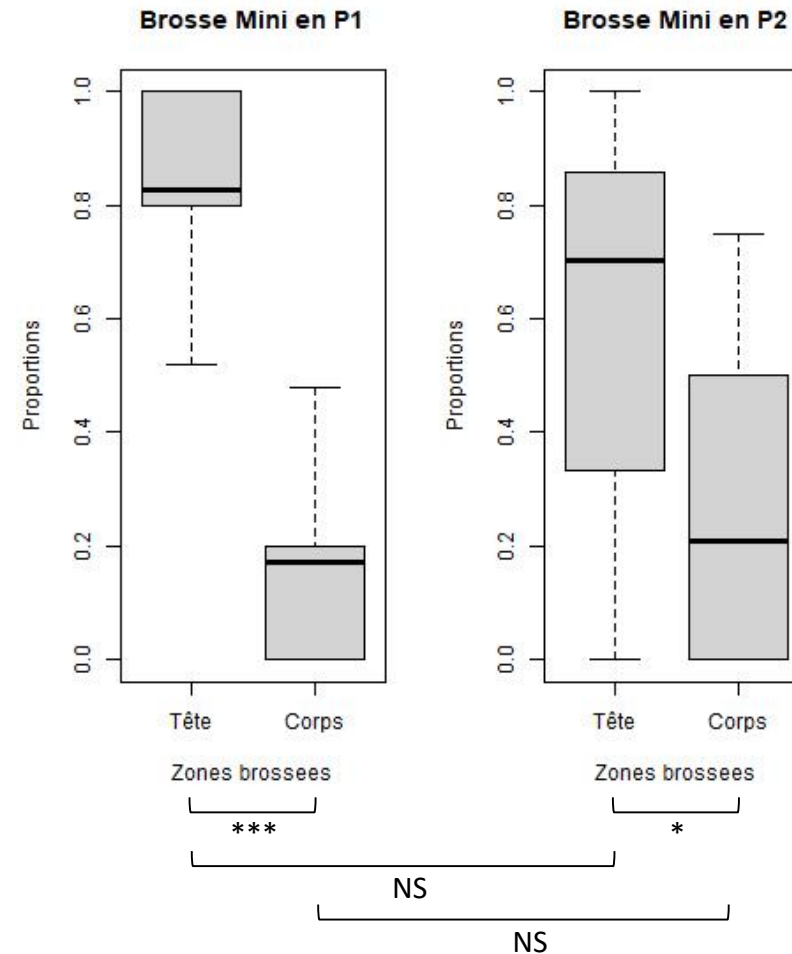 Brosse Mini en P1
Proportions
1.0
0.8
0.6
0.4
0.2
0.0
Tête Corps
Zones brossees
Brosse Mini en P2
Proportions
1.0
0.8
0.6
0.4
0.2
0.0
Tête Corps
Zones brossees
***
*
NS
NS